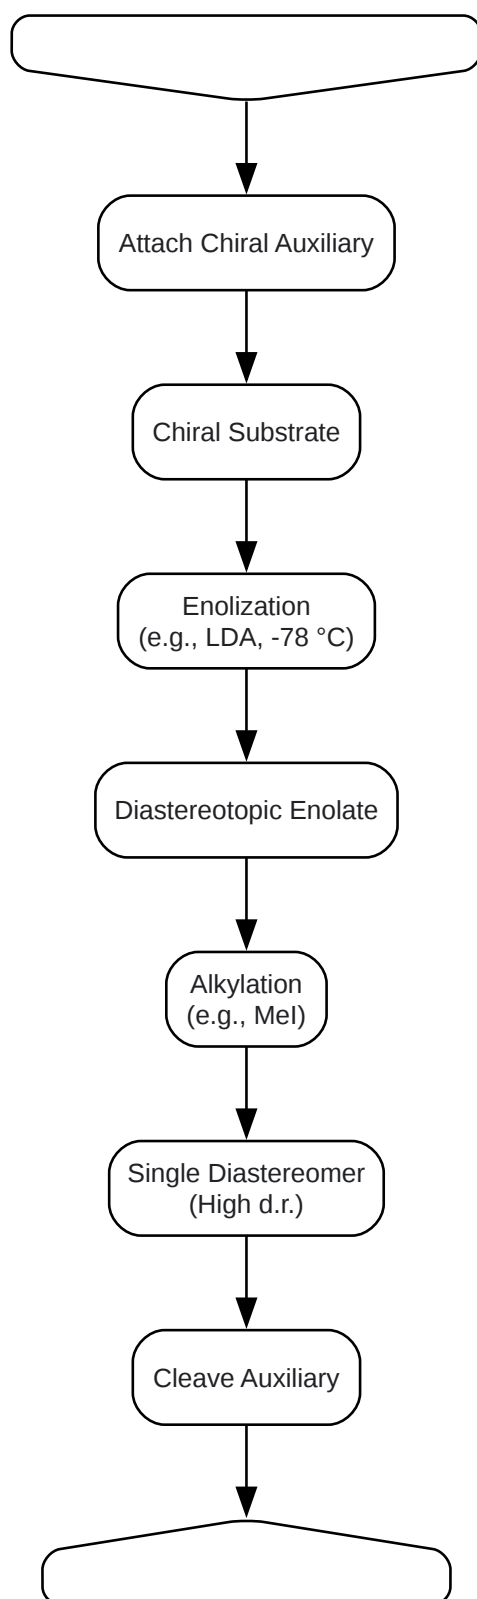 Attach Chiral Auxiliary
Chiral Substrate
Enolization
(e.g., LDA, -78 °C)
Diastereotopic Enolate
Alkylation
(e.g., MeI)
Single Diastereomer
(High d.r.)
Cleave Auxiliary